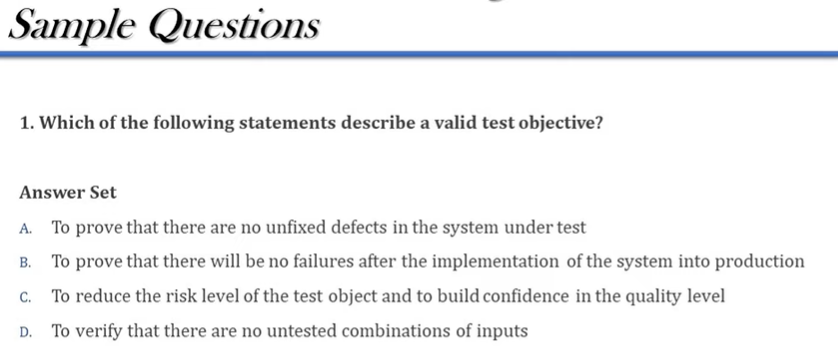 Sample Questions
1. Which of the following statements describe a valid test objective?
Answer Set
A. To prove that there are no unfixed defects in the system under test
B. To prove that there will be no failures after the implementation of the system into production
C. To reduce the risk level of the test object and to build confidence in the quality level
D. To verify that there are no untested combinations of inputs